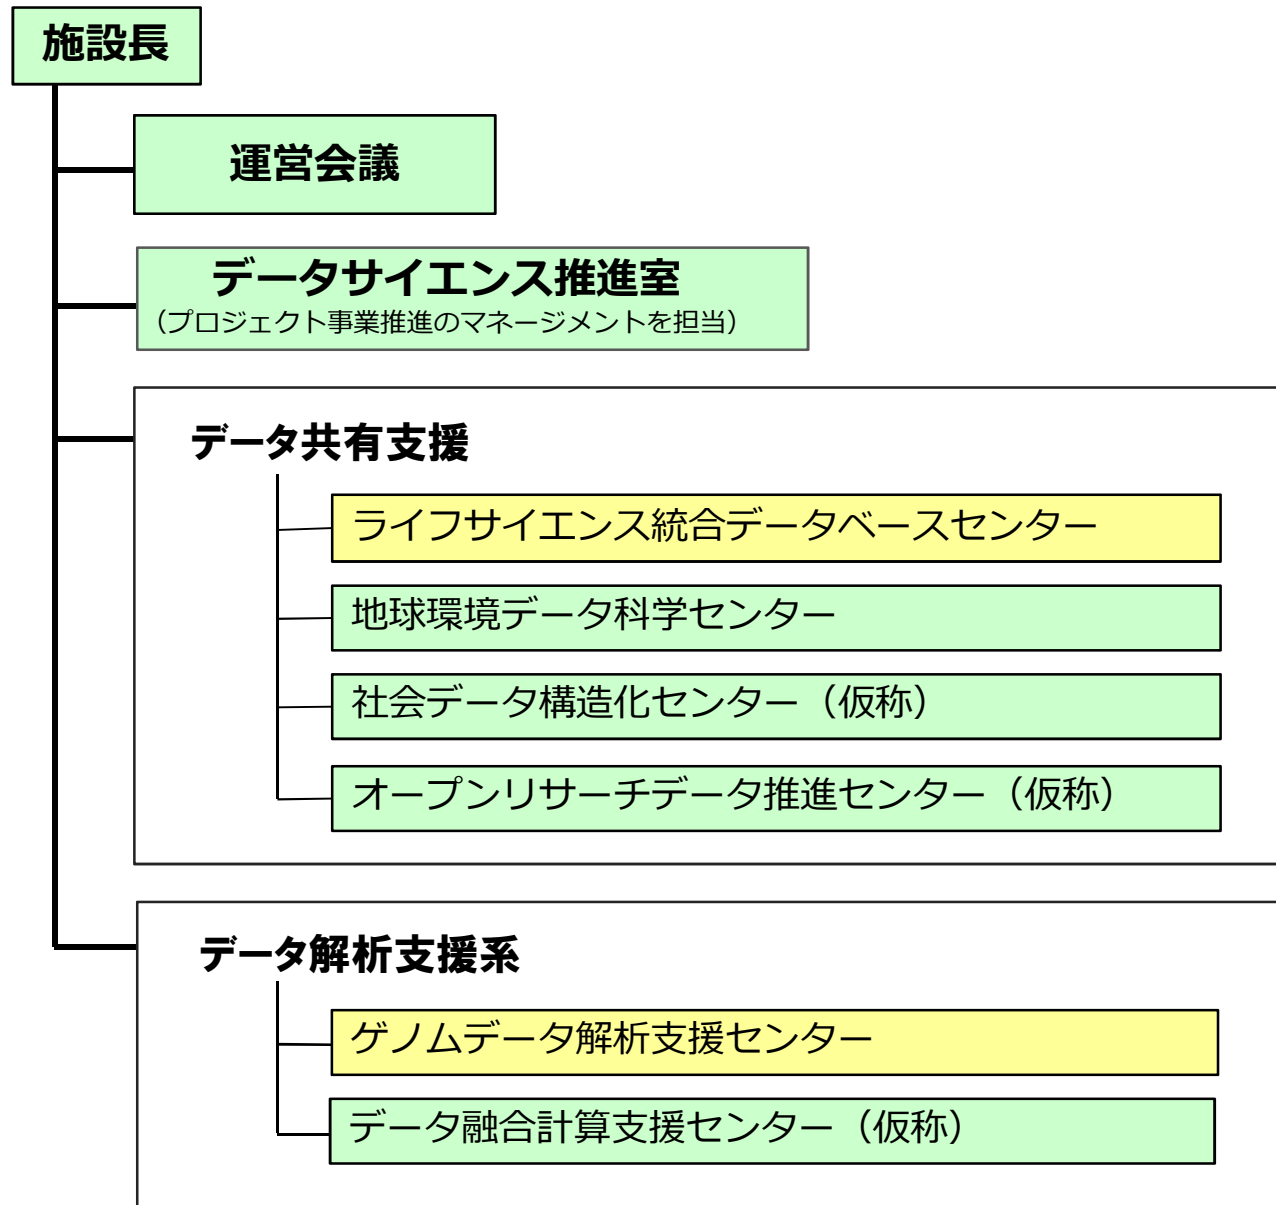 施設長
運営会議
データサイエンス推進室
（プロジェクト事業推進のマネージメントを担当）
データ共有支援
ライフサイエンス統合データベースセンター
地球環境データ科学センター
社会データ構造化センター（仮称）
オープンリサーチデータ推進センター（仮称）
データ解析支援系
ゲノムデータ解析支援センター
データ融合計算支援センター（仮称）